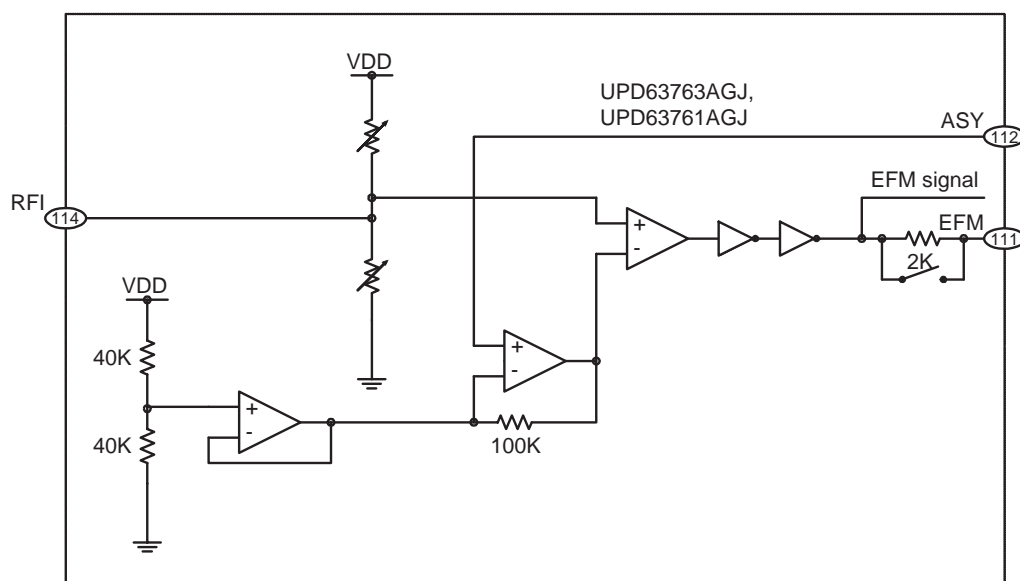 VDD
UPD63763AGJ,
UPD63761AGJ
ASY
112
EFM signal
RFI
114
+
-
EFM
111
2K
VDD
+
-
40K
+
-
40K
100K